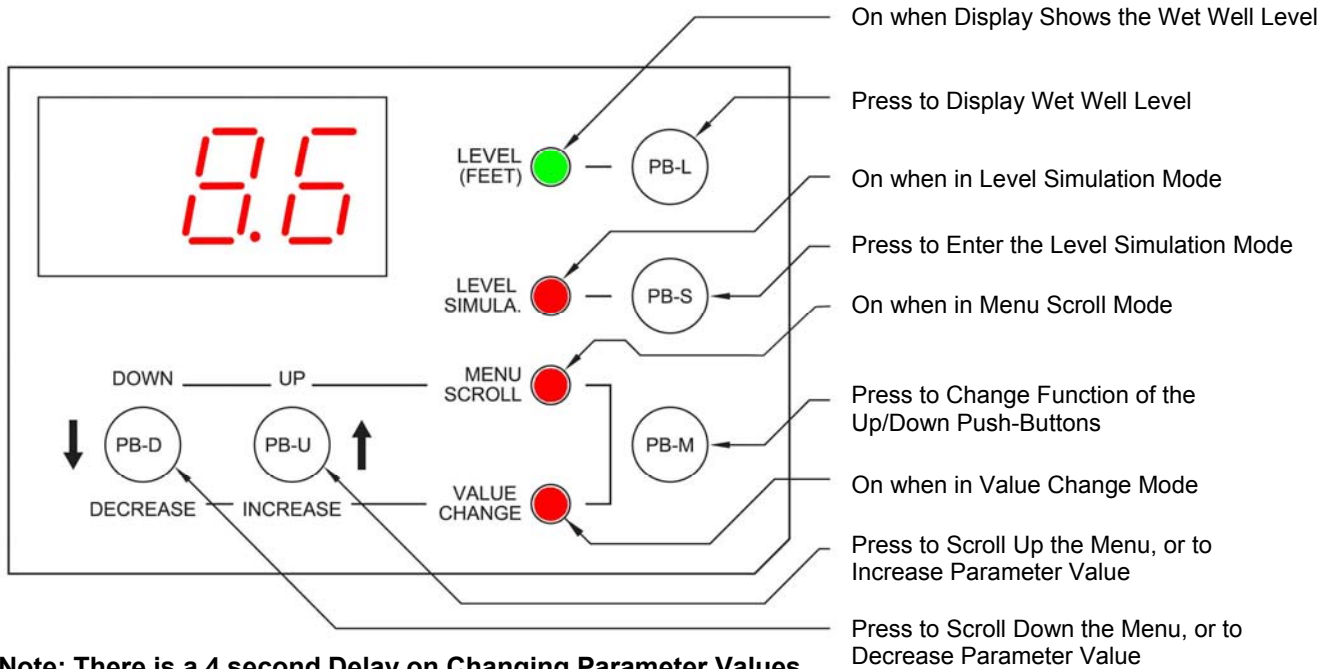 On when Display Shows the Wet Well Level
8.6
LEVEL
(FEET)
PB-L
Press to Display Wet Well Level
On when in Level Simulation Mode
LEVEL
SIMULA.
PB-S
Press to Enter the Level Simulation Mode
On when in Menu Scroll Mode
DOWN UP MENU
SCROLL
PB-D PB-U PB-M
Press to Change Function of the
Up/Down Push-Buttons
DECREASE INCREASE VALUE
CHANGE
On when in Value Change Mode
Press to Scroll Up the Menu, or to
Increase Parameter Value
Press to Scroll Down the Menu, or to
Decrease Parameter Value
Note: There is a 4 second Delay on Changing Parameter Values